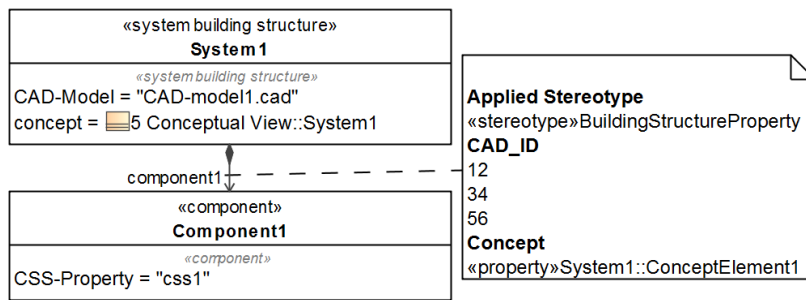 «system building structure»
System1
«system building structure»
CAD-Model = "CAD-model1.cad"
concept = 5 Conceptual View::System1
component1
«component»
Component1
«component»
CSS-Property = "css1"
Applied Stereotype
«stereotype»BuildingStructureProperty
CAD_ID
12
34
56
Concept
«property»System1::ConceptElement1